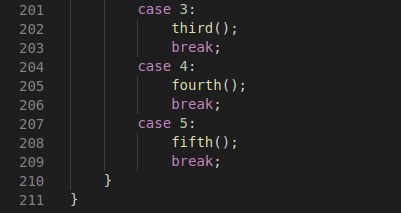 201 case 3:
202 third();
203 break;
204 case 4:
205 fourth();
206 break;
207 case 5:
208 fifth();
209 break;
210 }
211 }